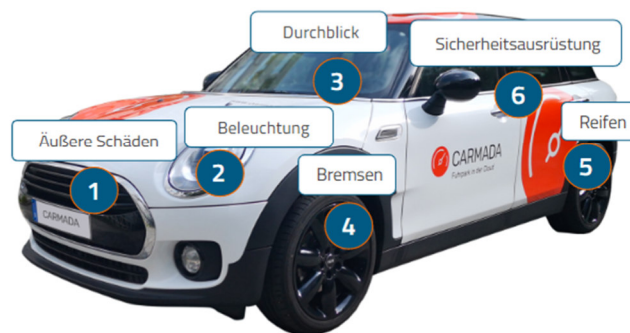 Durchblick
3
Sicherheitsausrüstung
6
Äußere Schäden
1
Beleuchtung
2
Bremsen
4
Reifen
5
CARMADA
Fuhrpark in der Cloud
CARMADA